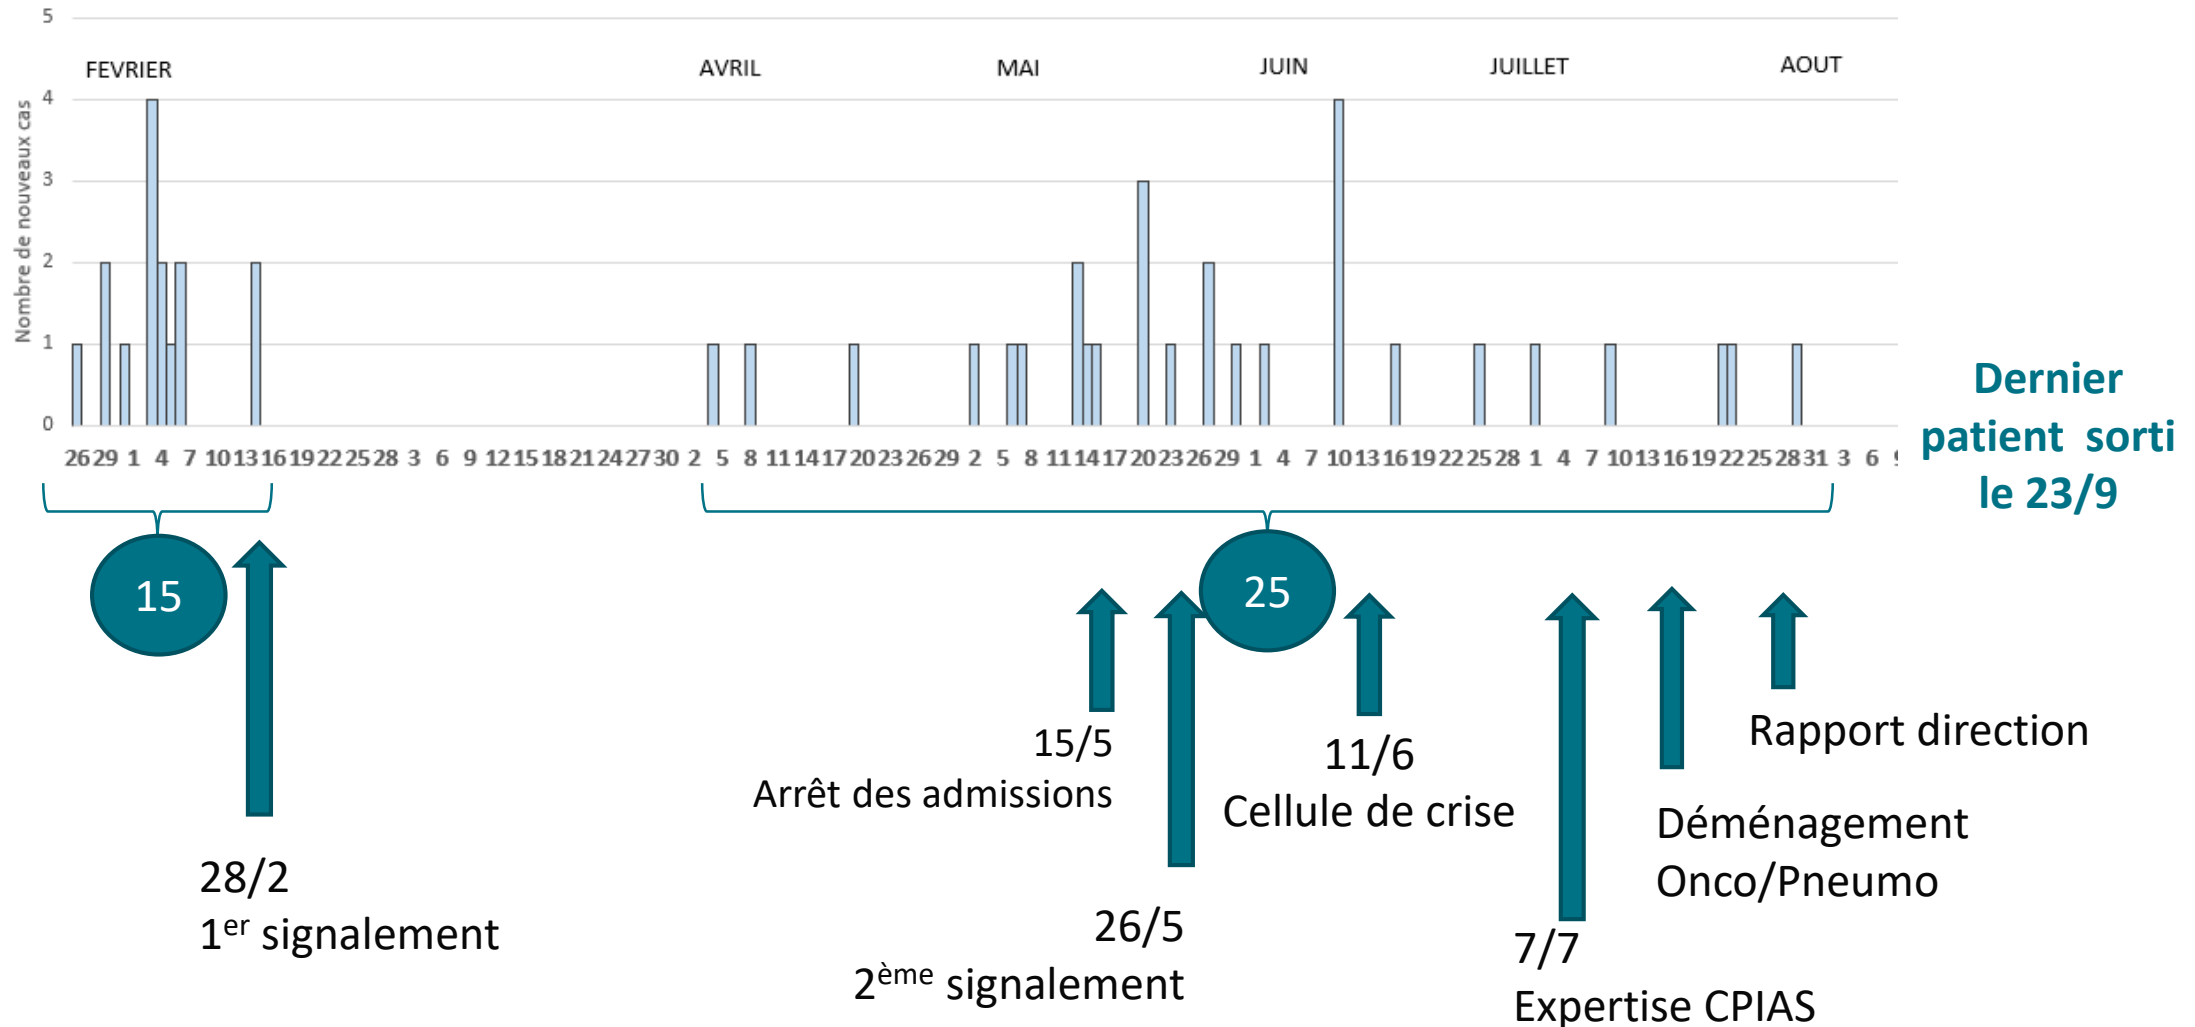 5
FEVRIER AVRIL MAI JUIN JUILLET AOUT
4
3
2
1
0
Nombre de nouveaux cas
26 29 1 4 7 10 13 16 19 22 25 28 3 6 9 12 15 18 21 24 27 30 2 5 8 11 14 17 20 23 26 29 2 5 8 11 14 17 20 23 26 29 1 4 7 10 13 16 19 22 25 28 1 4 7 10 13 16 19 22 25 28 31 3 6
Dernier
patient sorti
le 23/9
15
25
28/2
1er signalement
15/5
Arrêt des admissions
26/5
2ème signalement
11/6
Cellule de crise
7/7
Expertise CPIAS
Déménagement
Onco/Pneumo
Rapport direction